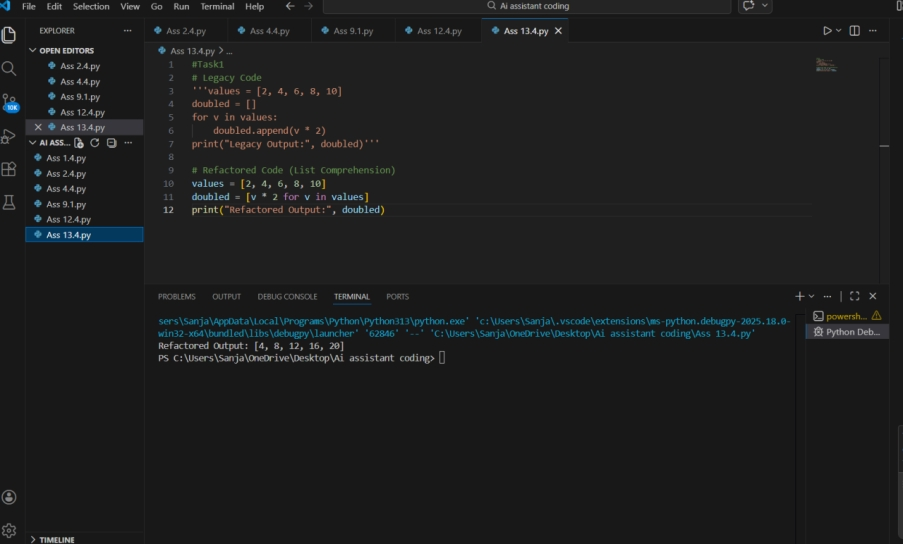 File Edit Selection View Go Run Terminal Help
Ai assistant coding
EXPLORER
OPEN EDITORS
Ass 2.4.py
Ass 4.4.py
Ass 9.1.py
Ass 12.4.py
Ass 13.4.py
10K
AI ASS...
Ass 1.4.py
Ass 2.4.py
Ass 4.4.py
Ass 9.1.py
Ass 12.4.py
Ass 13.4.py
TIMELINE
Ass 2.4.py Ass 4.4.py Ass 9.1.py Ass 12.4.py Ass 13.4.py
Ass 13.4.py > ...
1 #Task1
2 # Legacy Code
3 '''values = [2, 4, 6, 8, 10]
4 doubled = []
5 for v in values:
6 doubled.append(v * 2)
7 print("Legacy Output:", doubled)'''
8
9 # Refactored Code (List Comprehension)
10 values = [2, 4, 6, 8, 10]
11 doubled = [v * 2 for v in values]
12 print("Refactored Output:", doubled)
PROBLEMS OUTPUT DEBUG CONSOLE TERMINAL PORTS
sers\Sanja\AppData\Local\Programs\Python\Python313\python.exe' 'c:\Users\Sanja\.vscode\extensions\ms-python.debugpy-2025.18.0-
win32-x64\bundled\libs\debugpy\launcher' '62846' '--' 'C:\Users\Sanja\OneDrive\Desktop\Ai assistant coding\Ass 13.4.py'
Refactored Output: [4, 8, 12, 16, 20]
PS C:\Users\Sanja\OneDrive\Desktop\Ai assistant coding>
powersh...
Python Deb...